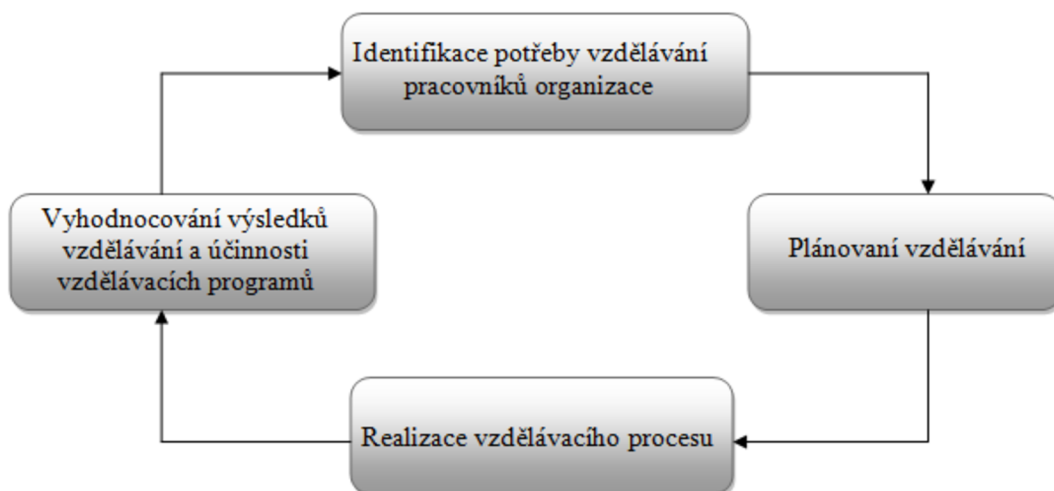 Identifikace potřeby vzdělávání
pracovníků organizace
Plánovaní vzdělávání
Realizace vzdělávacího procesu
Vyhodnocování výsledků
vzdělávání a účinnosti
vzdělávacích programů